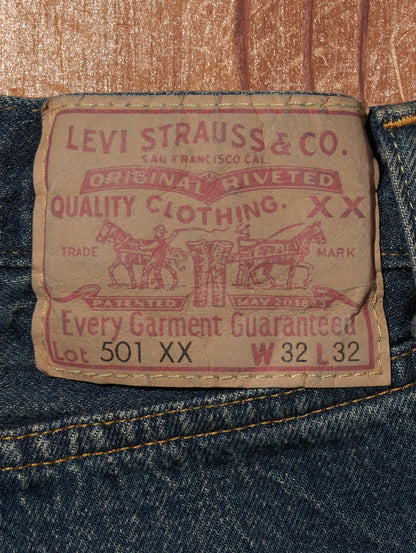 LEVI STRAUSS & CO.
SAN FRANCISCO CAL.
ORIGINAL RIVETED
QUALITY CLOTHING. XX
TRADE MARK
PATENTED MAY 20 1873
Every Garment Guaranteed
Lot 501 XX W 32 L 32